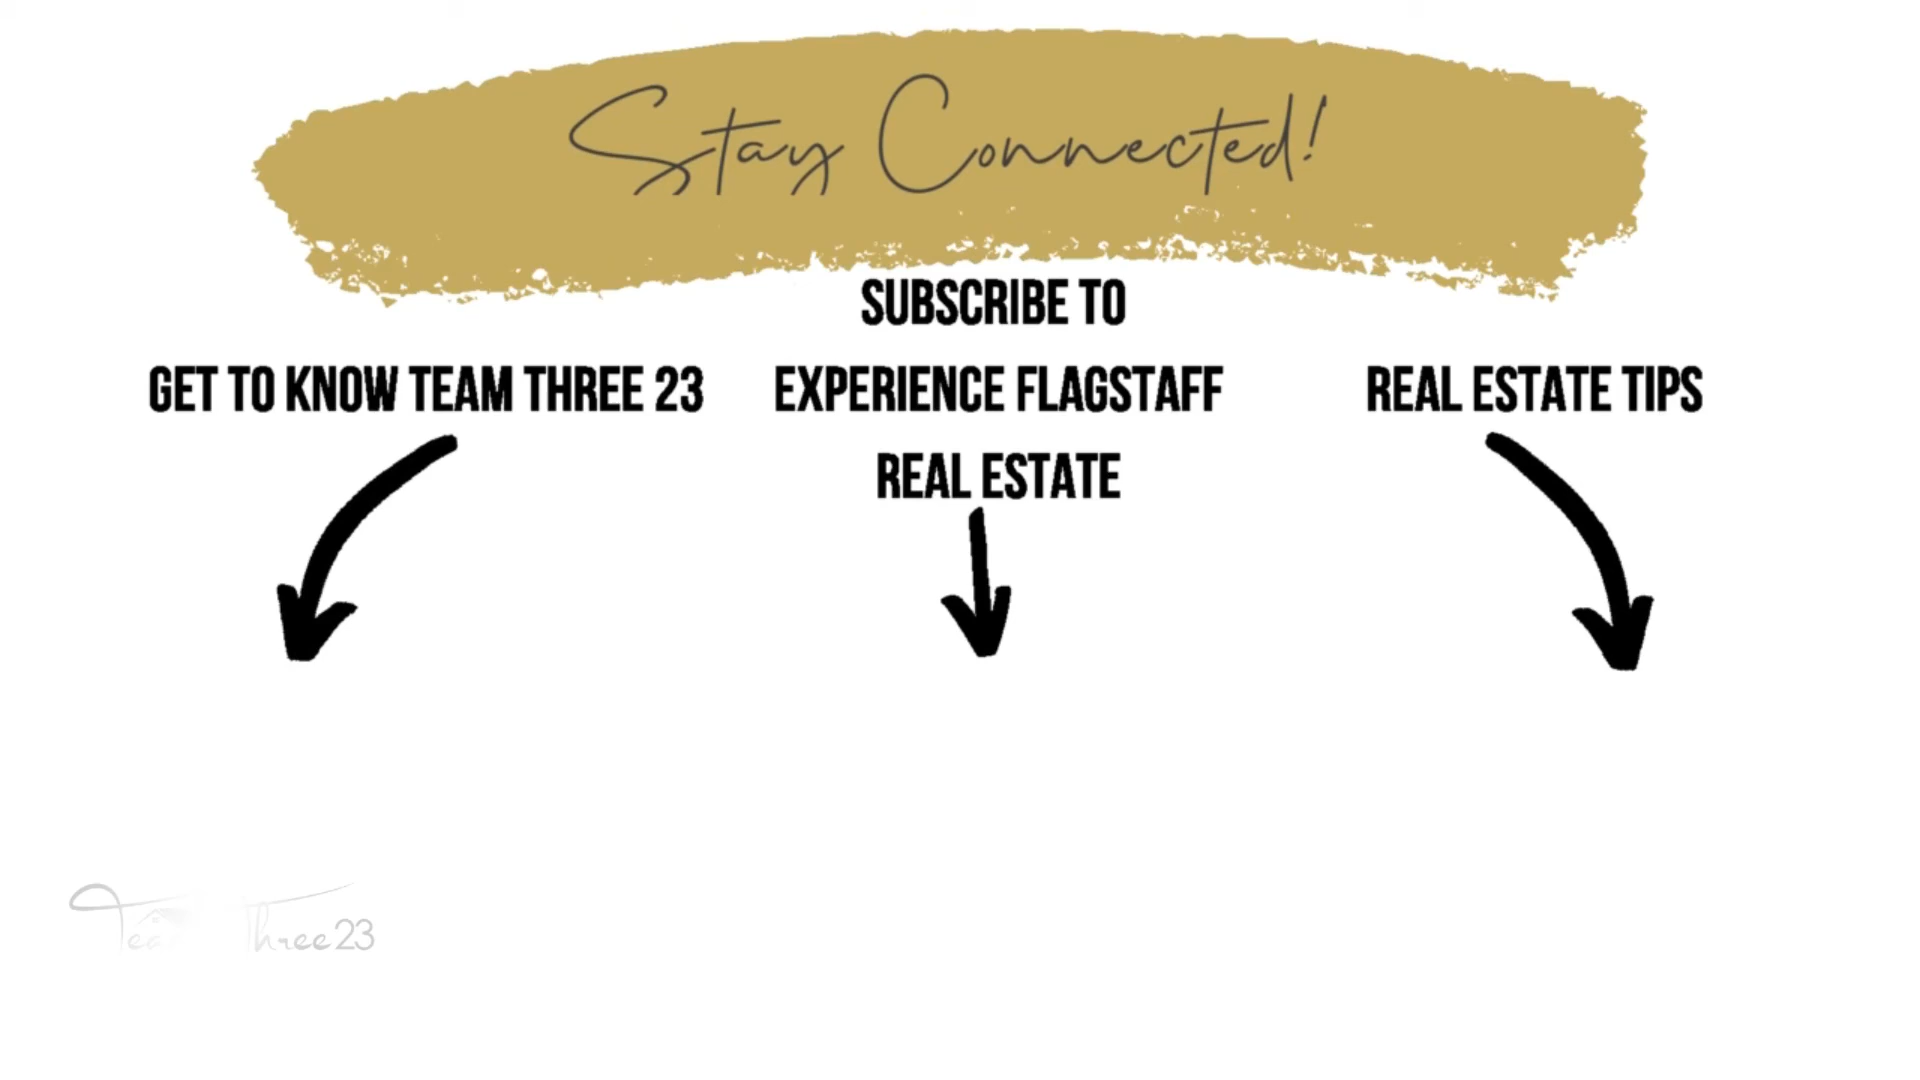 Stay Connected!
SUBSCRIBE TO
GET TO KNOW TEAM THREE 23
EXPERIENCE FLAGSTAFF
REAL ESTATE
REAL ESTATE TIPS
Three23